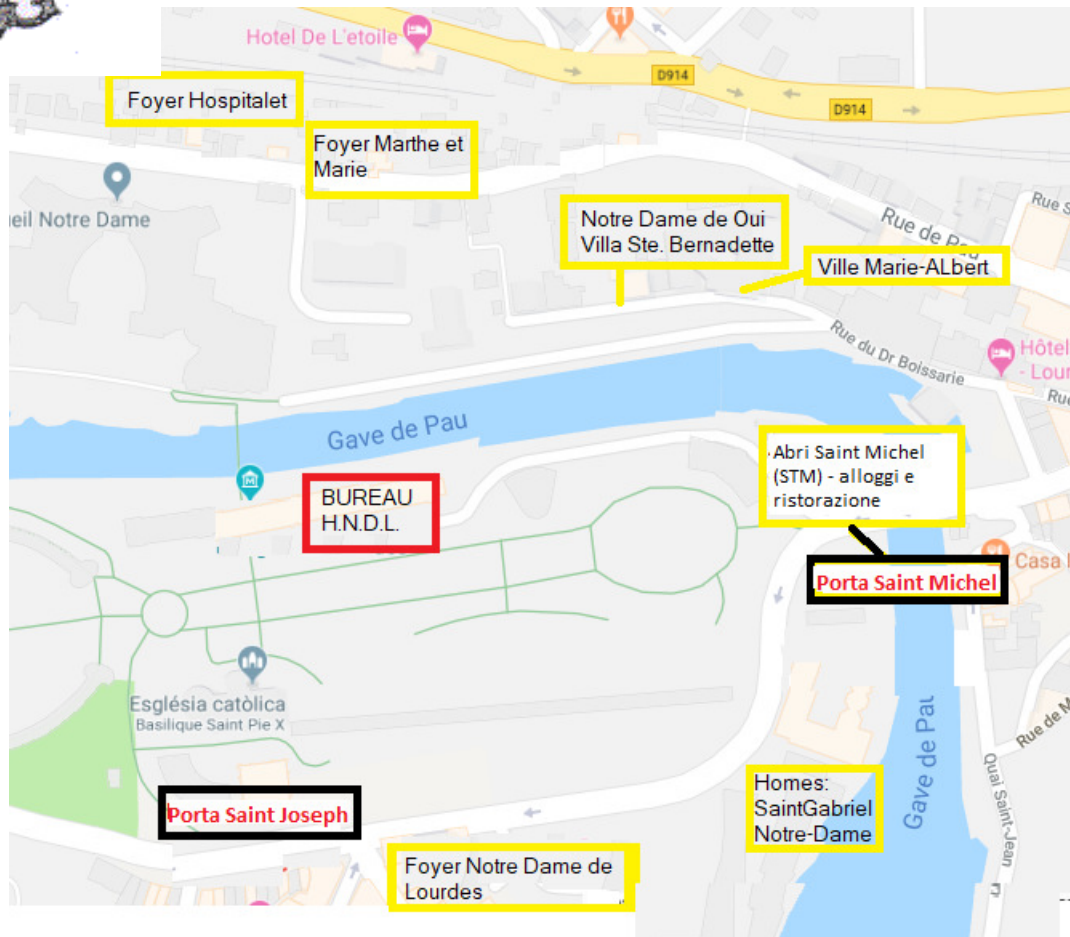 Hotel De L'etoile
D914
D914
Foyer Hospitalet
Foyer Marthe et
Marie
eil Notre Dame
Notre Dame de Oui
Villa Ste. Bernadette
Rue de Pau
Rue S
Ville Marie-ALbert
Rue du Dr Boissarie
Hôtel
- Lour
Rue
Gave de Pau
Abri Saint Michel
(STM) - alloggi e
ristorazione
BUREAU
H.N.D.L.
Casa
Porta Saint Michel
Església catòlica
Basilique Saint Pie X
Rue de M
Gave de Pau
Quai Saint-Jean
Porta Saint Joseph
Homes:
SaintGabriel
Notre-Dame
Foyer Notre Dame de
Lourdes